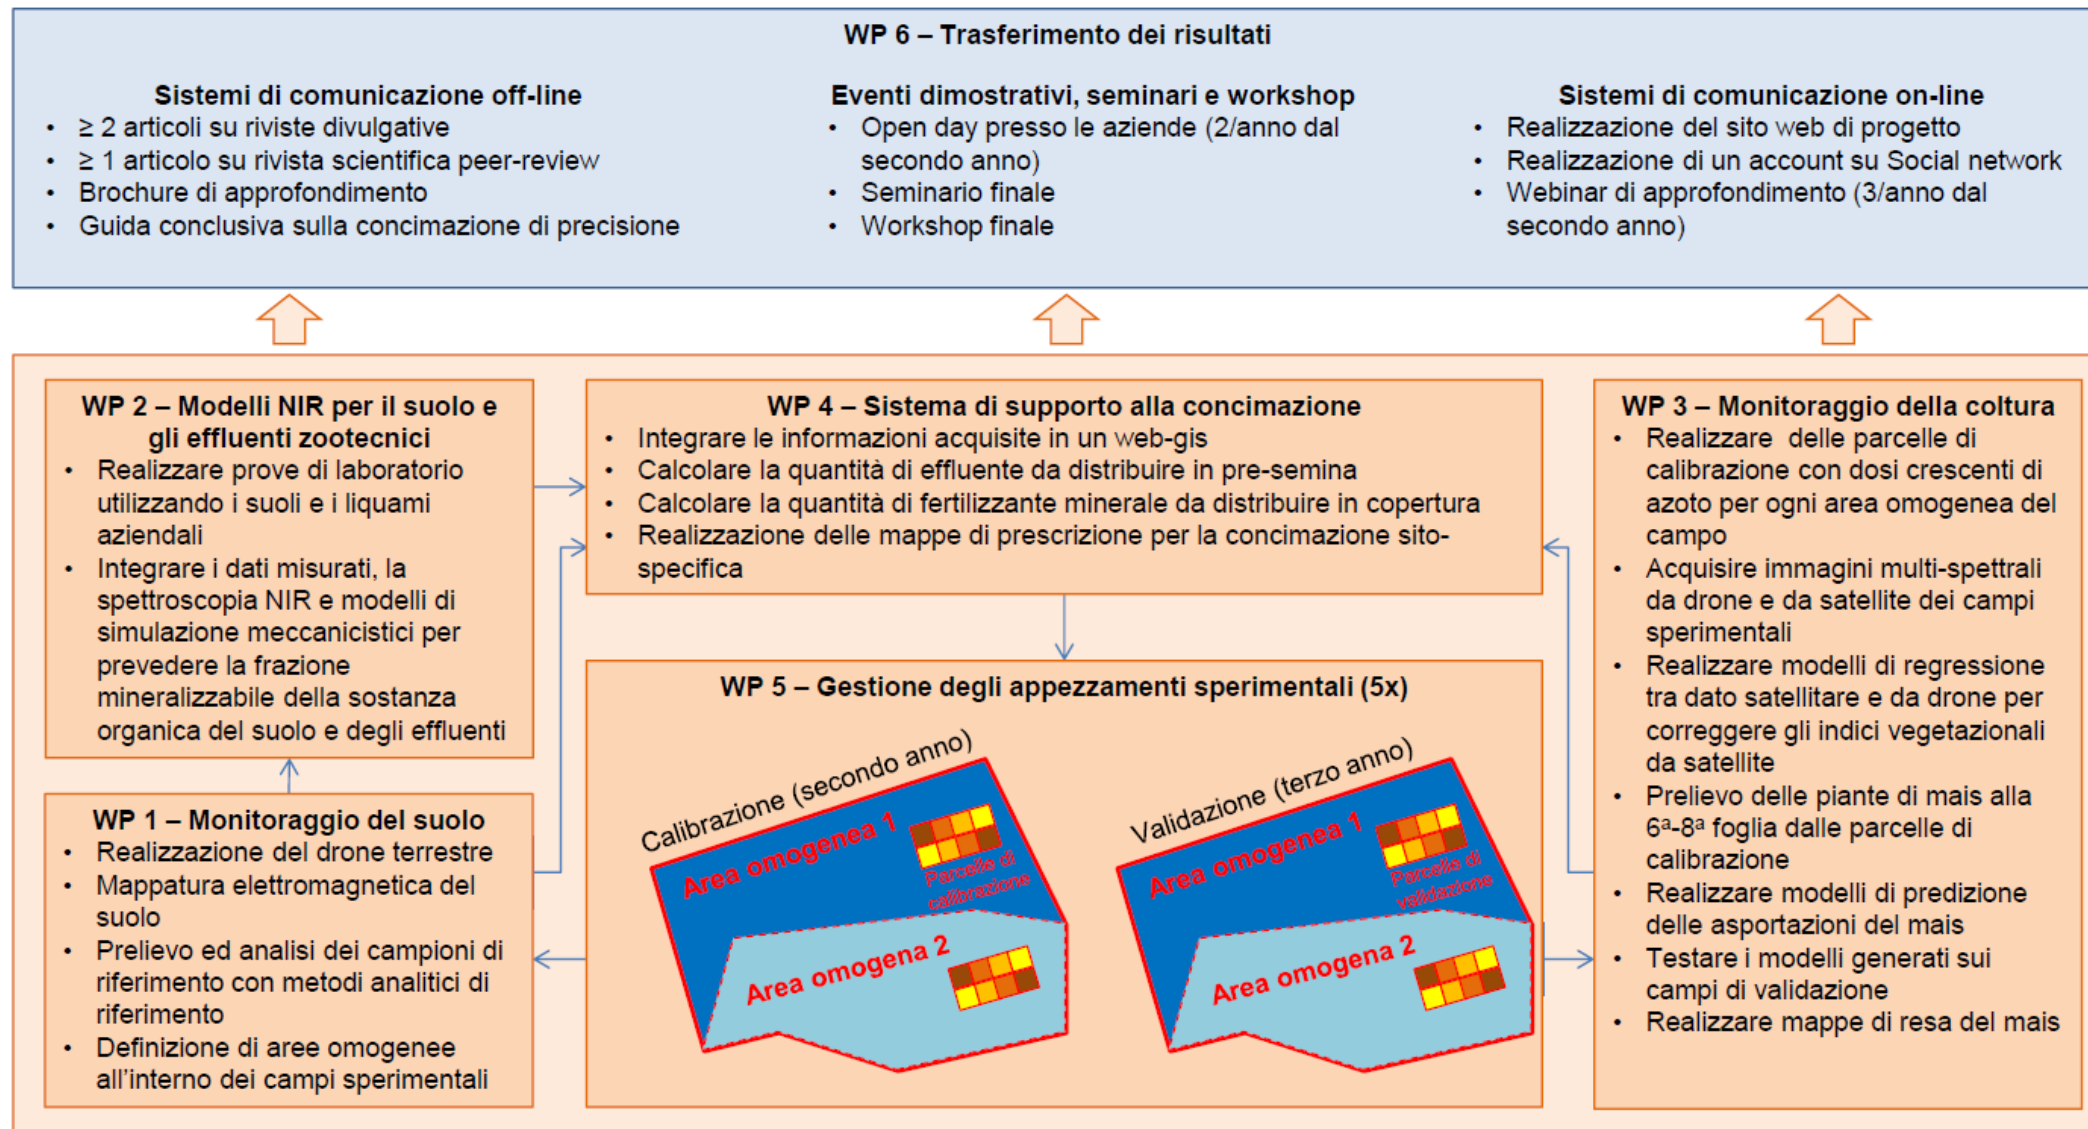 WP 6 – Trasferimento dei risultati
Sistemi di comunicazione off-line
• ≥ 2 articoli su riviste divulgative
• ≥ 1 articolo su rivista scientifica peer-review
• Brochure di approfondimento
• Guida conclusiva sulla concimazione di precisione
Eventi dimostrativi, seminari e workshop
• Open day presso le aziende (2/anno dal
secondo anno)
• Seminario finale
• Workshop finale
Sistemi di comunicazione on-line
• Realizzazione del sito web di progetto
• Realizzazione di un account su Social network
• Webinar di approfondimento (3/anno dal
secondo anno)
WP 2 – Modelli NIR per il suolo e
gli effluenti zootecnici
• Realizzare prove di laboratorio
utilizzando i suoli e i liquami
aziendali
• Integrare i dati misurati, la
spettroscopia NIR e modelli di
simulazione meccanicistici per
prevedere la frazione
mineralizzabile della sostanza
organica del suolo e degli effluenti
WP 1 – Monitoraggio del suolo
• Realizzazione del drone terrestre
• Mappatura elettromagnetica del
suolo
• Prelievo ed analisi dei campioni di
riferimento con metodi analitici di
riferimento
• Definizione di aree omogenee
all'interno dei campi sperimentali
WP 4 – Sistema di supporto alla concimazione
• Integrare le informazioni acquisite in un web-gis
• Calcolare la quantità di effluente da distribuire in pre-semina
• Calcolare la quantità di fertilizzante minerale da distribuire in copertura
• Realizzazione delle mappe di prescrizione per la concimazione sito-
specifica
WP 5 – Gestione degli appezzamenti sperimentali (5x)
Calibrazione (secondo anno)
Area omogenea 1
Parcelle di
calibrazione
Area omogena 2
Validazione (terzo anno)
Area omogenea 1
Parcelle di
validazione
Area omogena 2
WP 3 – Monitoraggio della coltura
• Realizzare delle parcelle di
calibrazione con dosi crescenti di
azoto per ogni area omogenea del
campo
• Acquisire immagini multi-spettrali
da drone e da satellite dei campi
sperimentali
• Realizzare modelli di regressione
tra dato satellitare e da drone per
correggere gli indici vegetazionali
da satellite
• Prelievo delle piante di mais alla
6ª-8ª foglia dalle parcelle di
calibrazione
• Realizzare modelli di predizione
delle asportazioni del mais
• Testare i modelli generati sui
campi di validazione
• Realizzare mappe di resa del mais